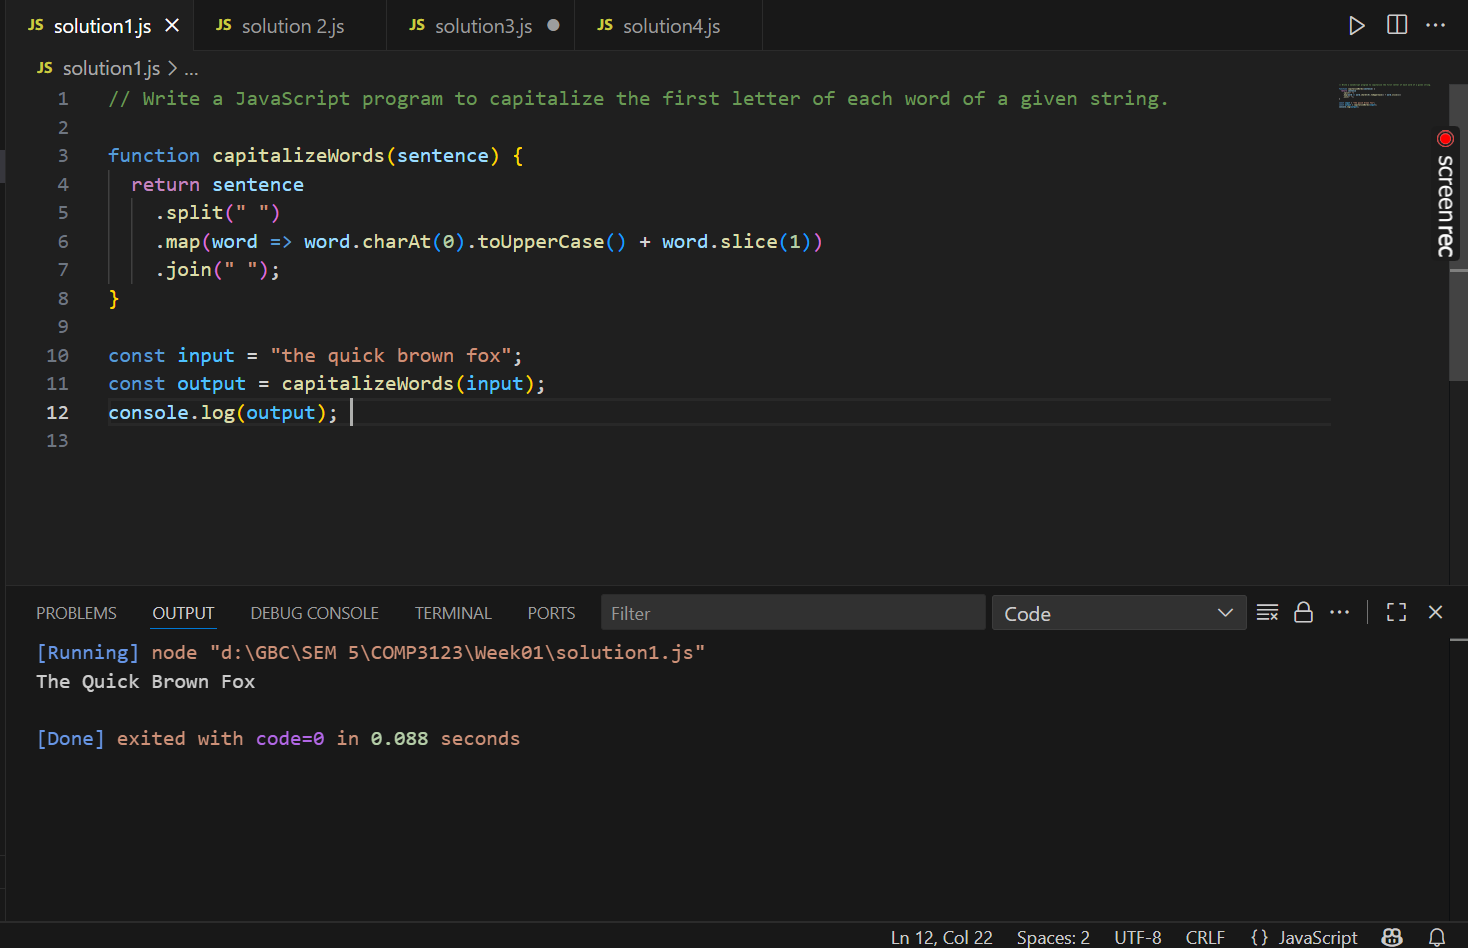 JS solution1.js JS solution 2.js JS solution3.js JS solution4.js
JS solution1.js > ...
1 // Write a JavaScript program to capitalize the first letter of each word of a given string.
2
3 function capitalizeWords(sentence) {
4 return sentence
5 .split(" ")
6 .map(word => word.charAt(0).toUpperCase() + word.slice(1))
7 .join(" ");
8 }
9
10 const input = "the quick brown fox";
11 const output = capitalizeWords(input);
12 console.log(output);
13
screen rec
PROBLEMS OUTPUT DEBUG CONSOLE TERMINAL PORTS Filter Code
[Running] node "d:\GBC\SEM 5\COMP3123\Week01\solution1.js"
The Quick Brown Fox
[Done] exited with code=0 in 0.088 seconds
Ln 12, Col 22 Spaces: 2 UTF-8 CRLF {} JavaScript